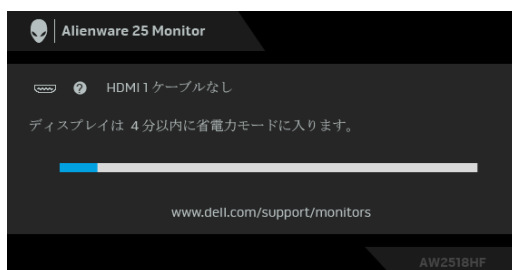 Alienware 25 Monitor
? HDMI 1 ケーブルなし
ディスプレイは 4 分以内に省電力モードに入ります。
www.dell.com/support/monitors
AW2518HF